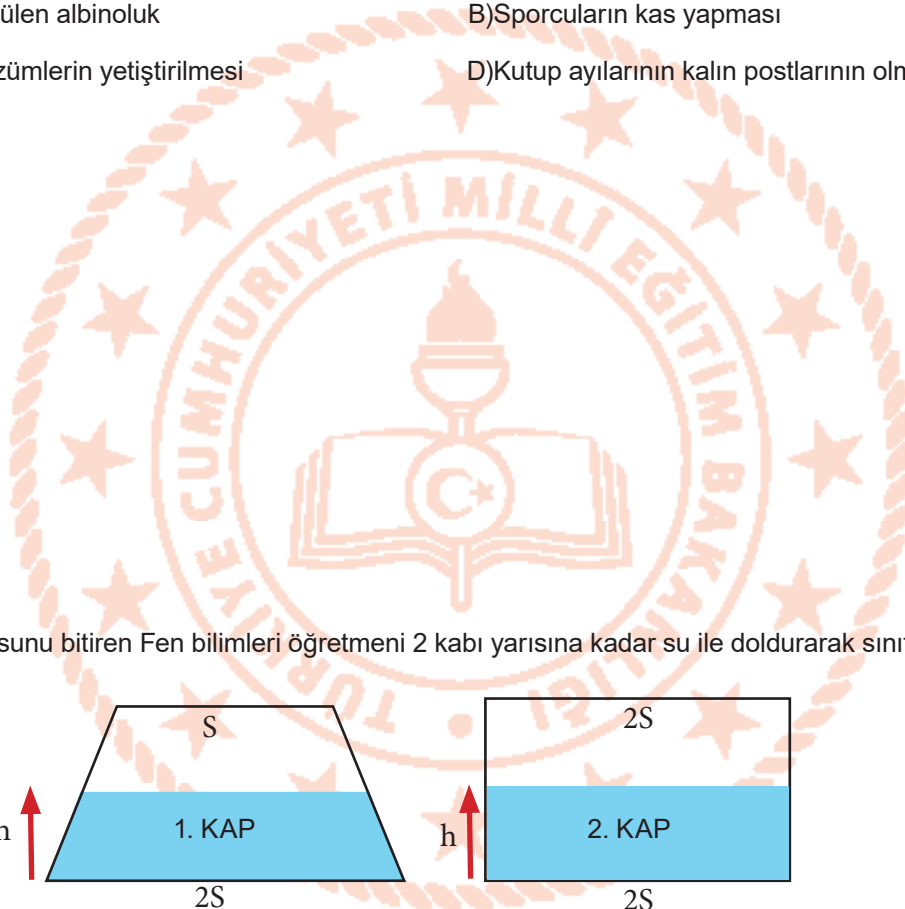 ülen albinoluk B)Sporcuların kas yapması
zümlerin yetiştirilmesi D)Kutup ayılarının kalın postlarının olm
TÜRKİYE CUMHURİYETİ MİLLİ EĞİTİM BAKANLIĞI
sunu bitiren Fen bilimleri öğretmeni 2 kabı yarısına kadar su ile doldurarak sınıf
S 2S
h 1. KAP h 2. KAP
2S 2S